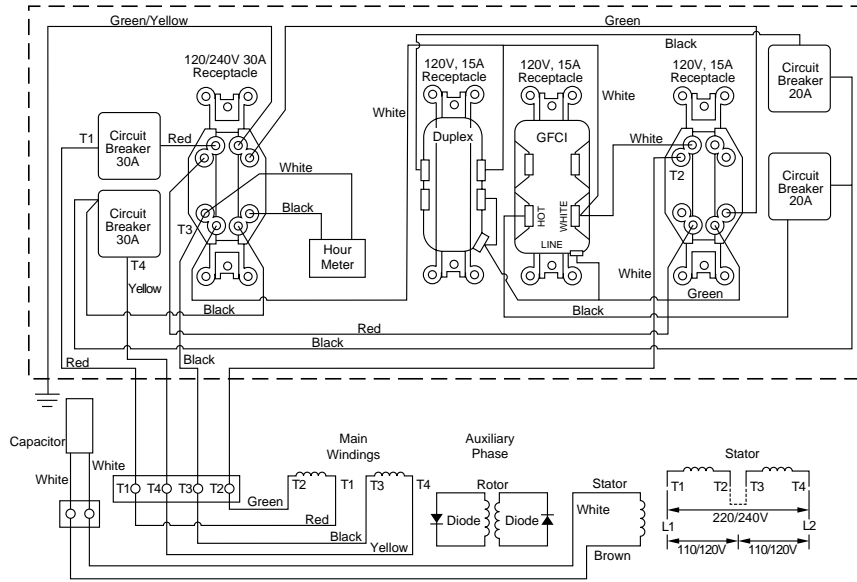 Green/Yellow
Green
Black
120/240V 30A
Receptacle
120V, 15A
Receptacle
120V, 15A
Receptacle
120V, 15A
Receptacle
Circuit
Breaker
20A
White
White
T1
Circuit
Breaker
30A
Red
Duplex
GFCI
White
T2
White
Circuit
Breaker
20A
Circuit
Breaker
30A
T3
Black
HOT
WHITE
Hour
Meter
LINE
T4
Yellow
White
Green
Black
Black
Red
Black
Red
Black
Capacitor
White
White
Main
Windings
Auxiliary
Phase
Stator
T1
T4
T3
T2
T2
T1
T3
T4
Green
Red
Black
Yellow
Rotor
Diode
Diode
Stator
White
Brown
T1
T2
T3
T4
220/240V
L1
L2
110/120V
110/120V